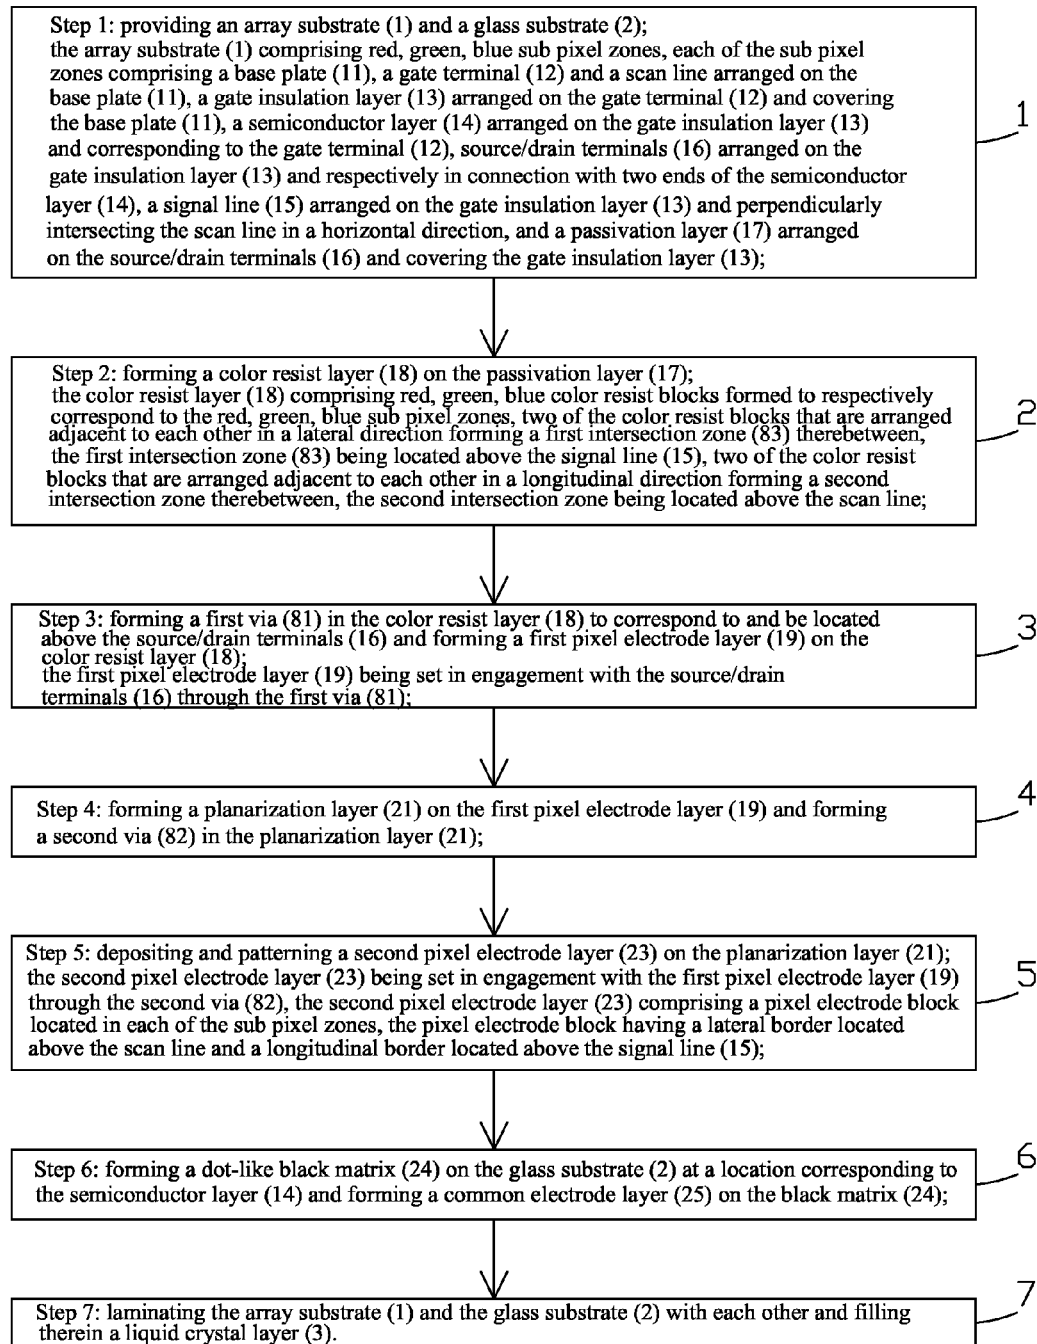 Step 1: providing an array substrate (1) and a glass substrate (2);
the array substrate (1) comprising red, green, blue sub pixel zones, each of the sub pixel
zones comprising a base plate (11), a gate terminal (12) and a scan line arranged on the
base plate (11), a gate insulation layer (13) arranged on the gate terminal (12) and covering
the base plate (11), a semiconductor layer (14) arranged on the gate insulation layer (13)
and corresponding to the gate terminal (12), source/drain terminals (16) arranged on the
gate insulation layer (13) and respectively in connection with two ends of the semiconductor
layer (14), a signal line (15) arranged on the gate insulation layer (13) and perpendicularly
intersecting the scan line in a horizontal direction, and a passivation layer (17) arranged
on the source/drain terminals (16) and covering the gate insulation layer (13);
1
Step 2: forming a color resist layer (18) on the passivation layer (17);
the color resist layer (18) comprising red, green, blue color resist blocks formed to respectively
correspond to the red, green, blue sub pixel zones, two of the color resist blocks that are arranged
adjacent to each other in a lateral direction forming a first intersection zone (83) therebetween,
the first intersection zone (83) being located above the signal line (15), two of the color resist
blocks that are arranged adjacent to each other in a longitudinal direction forming a second
intersection zone therebetween, the second intersection zone being located above the scan line;
2
Step 3: forming a first via (81) in the color resist layer (18) to correspond to and be located
above the source/drain terminals (16) and forming a first pixel electrode layer (19) on the
color resist layer (18);
the first pixel electrode layer (19) being set in engagement with the source/drain
terminals (16) through the first via (81);
3
Step 4: forming a planarization layer (21) on the first pixel electrode layer (19) and forming
a second via (82) in the planarization layer (21);
4
Step 5: depositing and patterning a second pixel electrode layer (23) on the planarization layer (21);
the second pixel electrode layer (23) being set in engagement with the first pixel electrode layer (19)
through the second via (82), the second pixel electrode layer (23) comprising a pixel electrode block
located in each of the sub pixel zones, the pixel electrode block having a lateral border located
above the scan line and a longitudinal border located above the signal line (15);
5
Step 6: forming a dot-like black matrix (24) on the glass substrate (2) at a location corresponding to
the semiconductor layer (14) and forming a common electrode layer (25) on the black matrix (24);
6
Step 7: laminating the array substrate (1) and the glass substrate (2) with each other and filling
therein a liquid crystal layer (3).
7